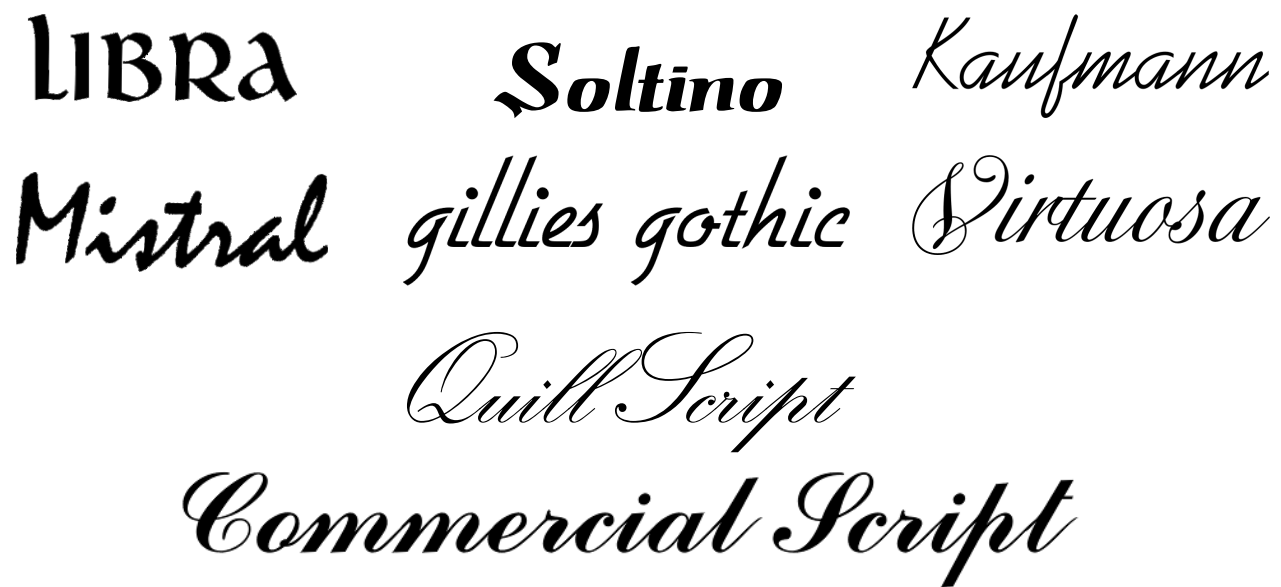 LIBRA Soltino Kaufmann
Mistral gillies gothic Virtuosa
Quill Script
Commercial Script